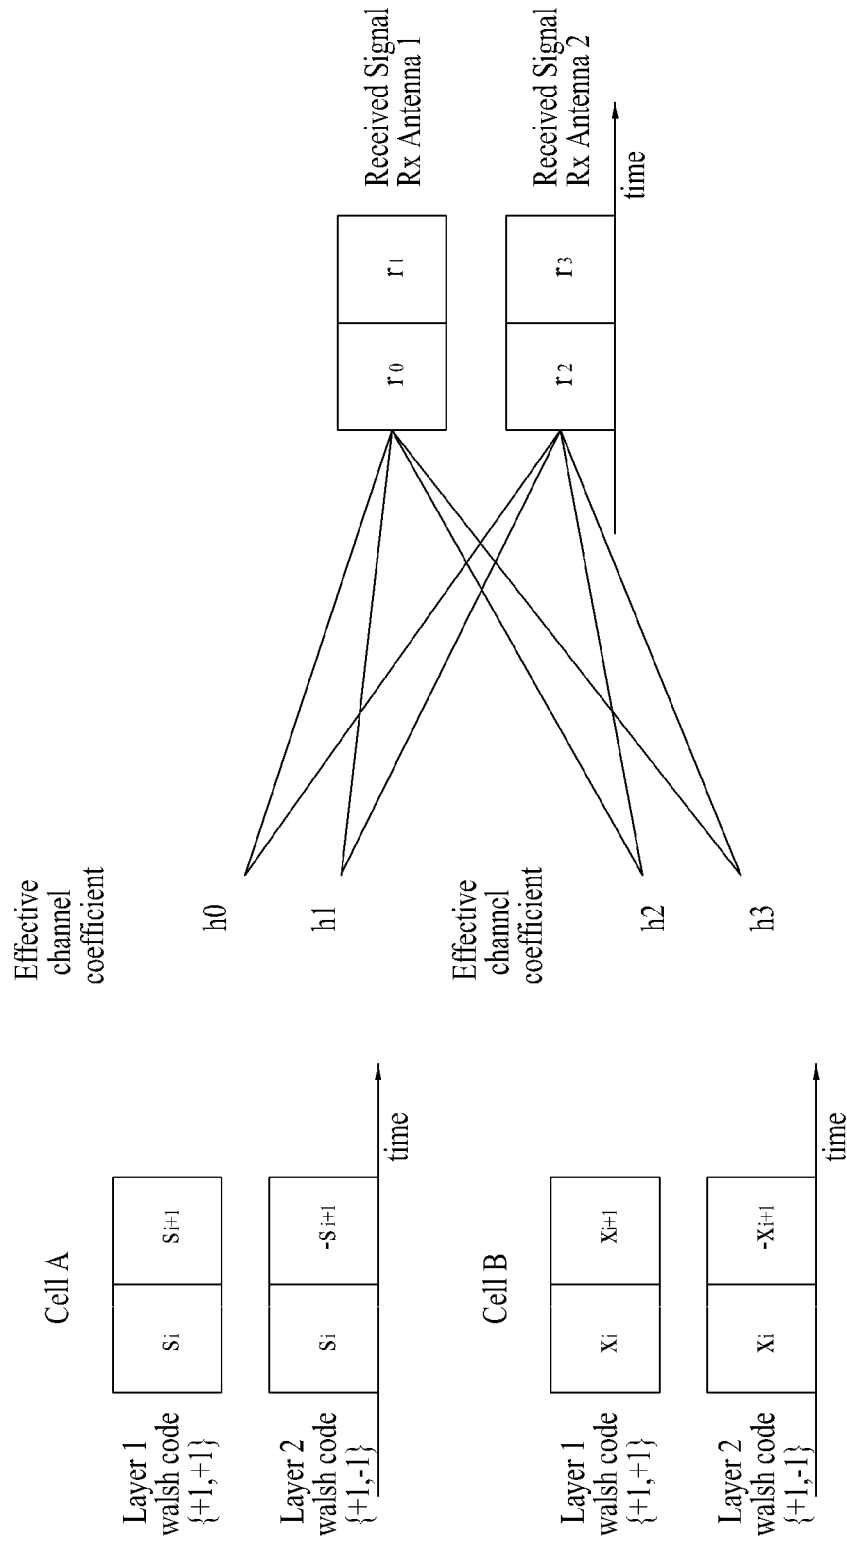 Cell A
Layer 1
walsh code
{+1,+1}
si
si+1
Layer 2
walsh code
{+1,-1}
si
-si+1
time
Effective
channel
coefficient
h0
h1
Cell B
Layer 1
walsh code
{+1,+1}
xi
xi+1
Layer 2
walsh code
{+1,-1}
xi
-xi+1
time
Effective
channel
coefficient
h2
h3
r0
r1
Received Signal
Rx Antenna 1
r2
r3
Received Signal
Rx Antenna 2
time